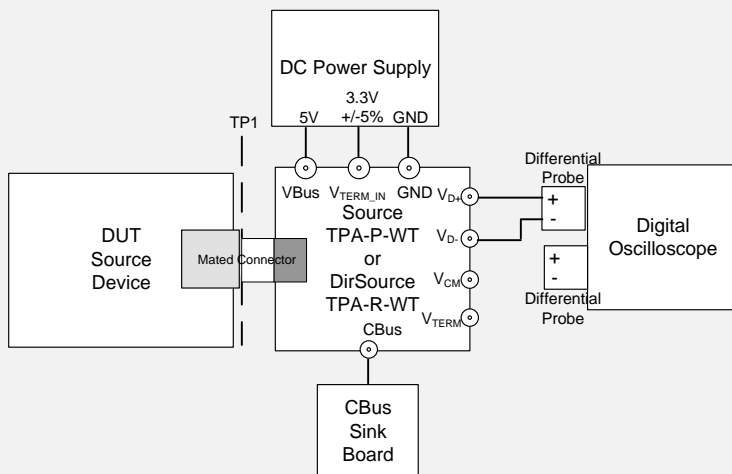 DC Power Supply
5V
3.3V
+/-5%
GND
TP1
VBus
VTERM_IN
GND
VD+
Differential
Probe
+
-
DUT
Source
Device
Mated Connector
Source
TPA-P-WT
or
DirSource
TPA-R-WT
VD-
VCM
VTERM
CBus
+
-
Differential
Probe
Digital
Oscilloscope
CBus
Sink
Board